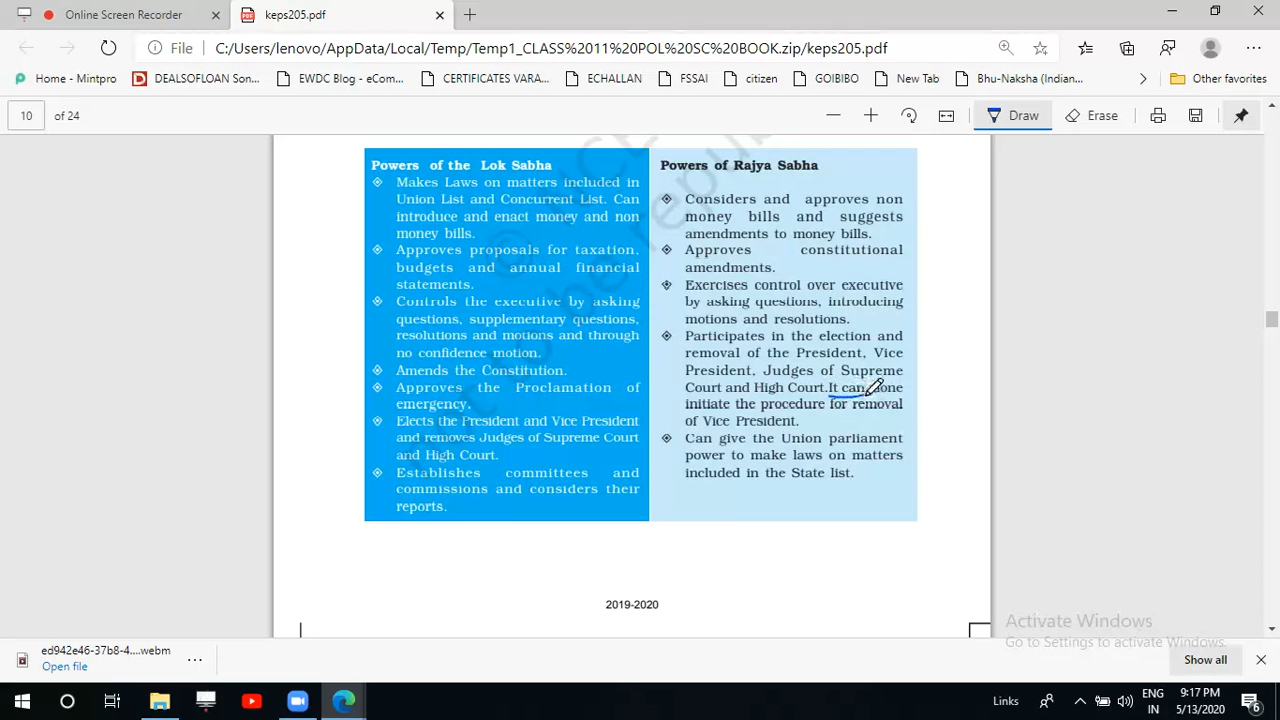 Online Screen Recorder
keps205.pdf
File
C:/Users/lenovo/AppData/Local/Temp/Temp1_CLASS%2011%20POL%20SC%20BOOK.zip/keps205.pdf
Home - Mintpro
DEALSOFLOAN Son...
EWDC Blog - eCom...
CERTIFICATES VARA...
ECHALLAN
FSSAI
citizen
GOIBIBO
New Tab
Bhu-Naksha (Indian...
Other favorites
10
of 24
Draw
Erase
Powers of the Lok Sabha
Makes Laws on matters included in
Union List and Concurrent List. Can
introduce and enact money and non
money bills.
Approves proposals for taxation,
budgets and annual financial
statements.
Controls the executive by asking
questions, supplementary questions,
resolutions and motions and through
no confidence motion.
Amends the Constitution.
Approves the Proclamation of
emergency.
Elects the President and Vice President
and removes Judges of Supreme Court
and High Court.
Establishes committees and
commissions and considers their
reports.
Powers of Rajya Sabha
Considers and approves non
money bills and suggests
amendments to money bills.
Approves constitutional
amendments.
Exercises control over executive
by asking questions, introducing
motions and resolutions.
Participates in the election and
removal of the President, Vice
President, Judges of Supreme
Court and High Court.It can
initiate the procedure for removal
of Vice President.
Can give the Union parliament
power to make laws on matters
included in the State list.
2019-2020
Activate Windows
Go to Settings to activate Windows.
ed942e46-37b8-4....webm
Open file
Show all
Links
ENG
IN
9:17 PM
5/13/2020
6